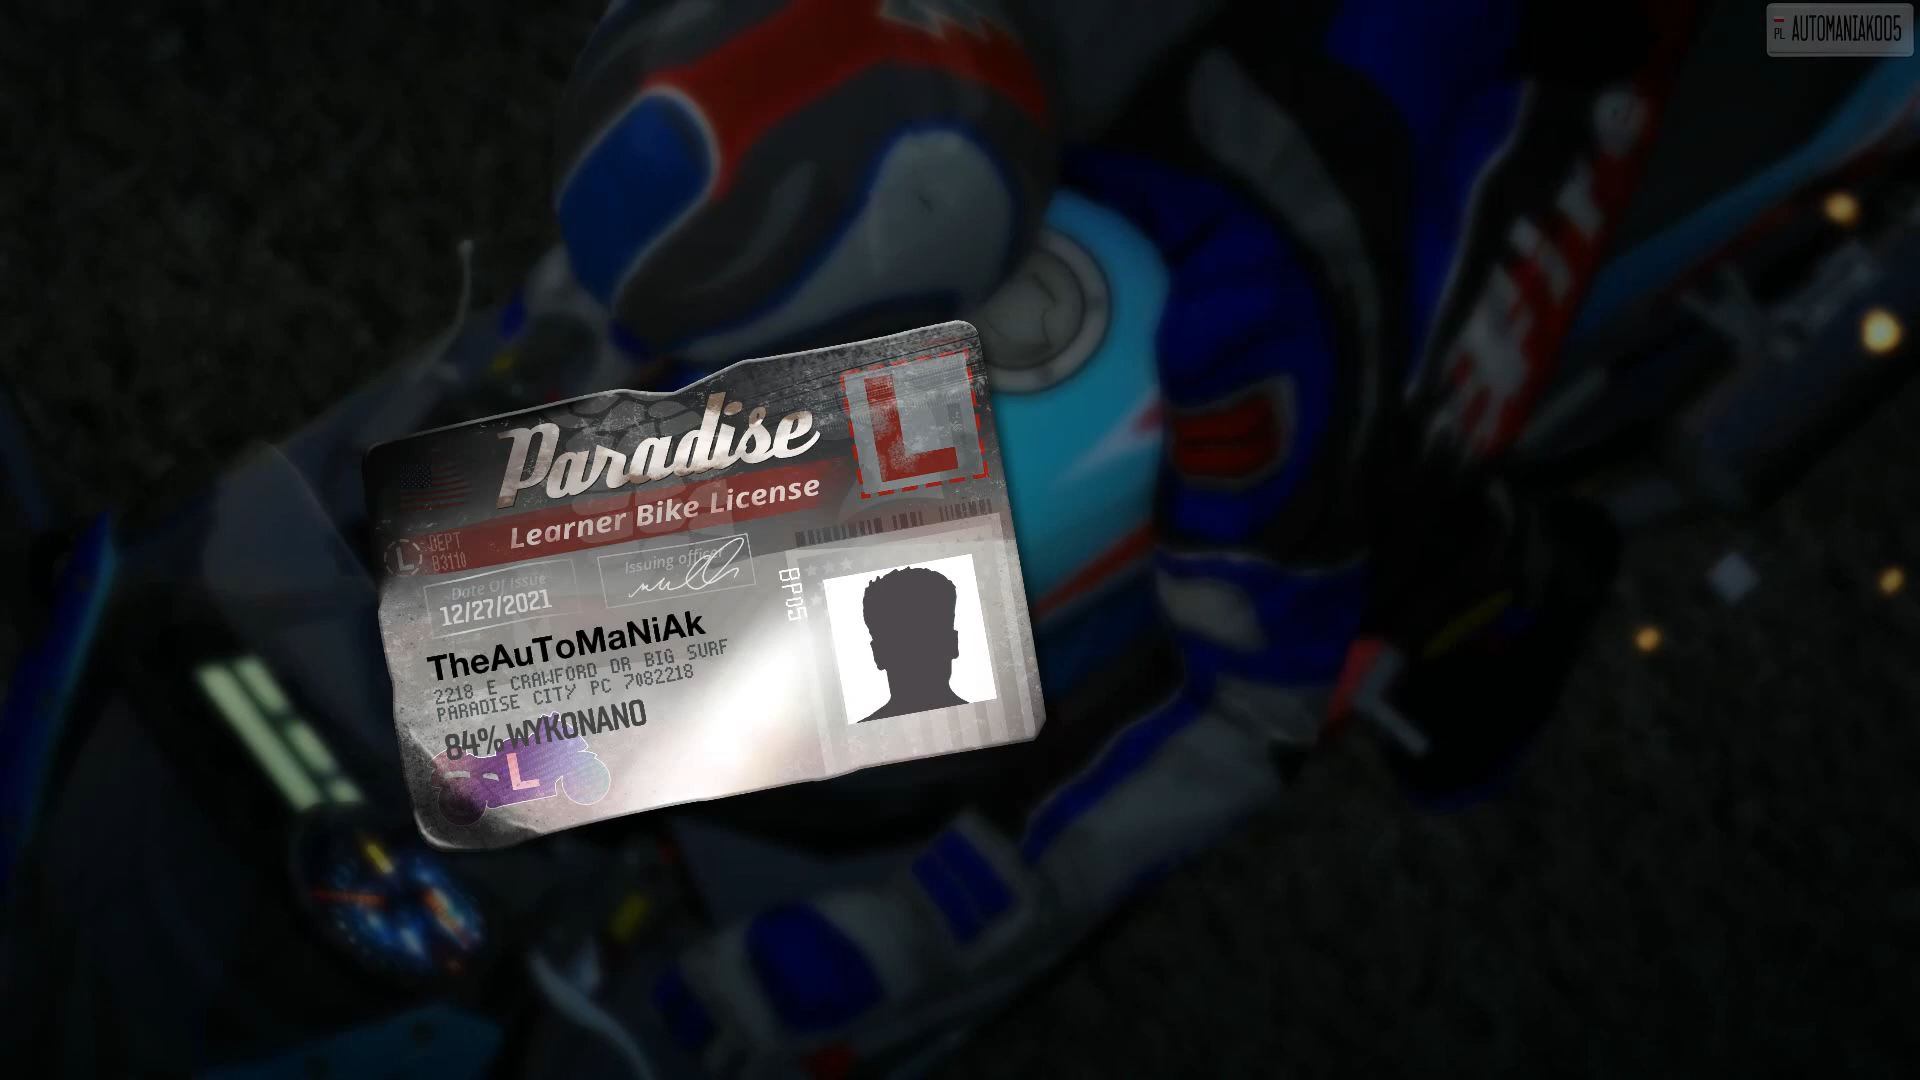 PL AUTOMANIAK005
Paradise
L
Learner Bike License
L DEPT
B3110
Date Of Issue
12/27/2021
Issuing officer
BP05
TheAuToMaNiAk
2218 E CRAWFORD DR BIG SURF
PARADISE CITY PC 7082218
84% WYKONANO
L